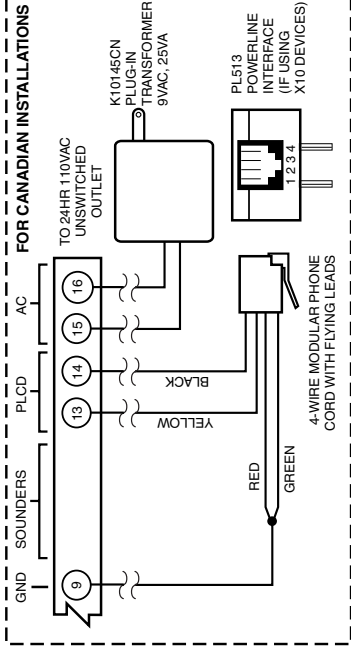 FOR CANADIAN INSTALLATIONS
GND
SOUNDERS
PLCD
AC
9
13
14
15
16
TO 24HR 110VAC
UNSWITCHED
OUTLET
K10145CN
PLUG-IN
TRANSFORMER
9VAC, 25VA
YELLOW
BLACK
RED
GREEN
4-WIRE MODULAR PHONE
CORD WITH FLYING LEADS
1 2 3 4
PL513
POWERLINE
INTERFACE
(IF USING
X10 DEVICES)